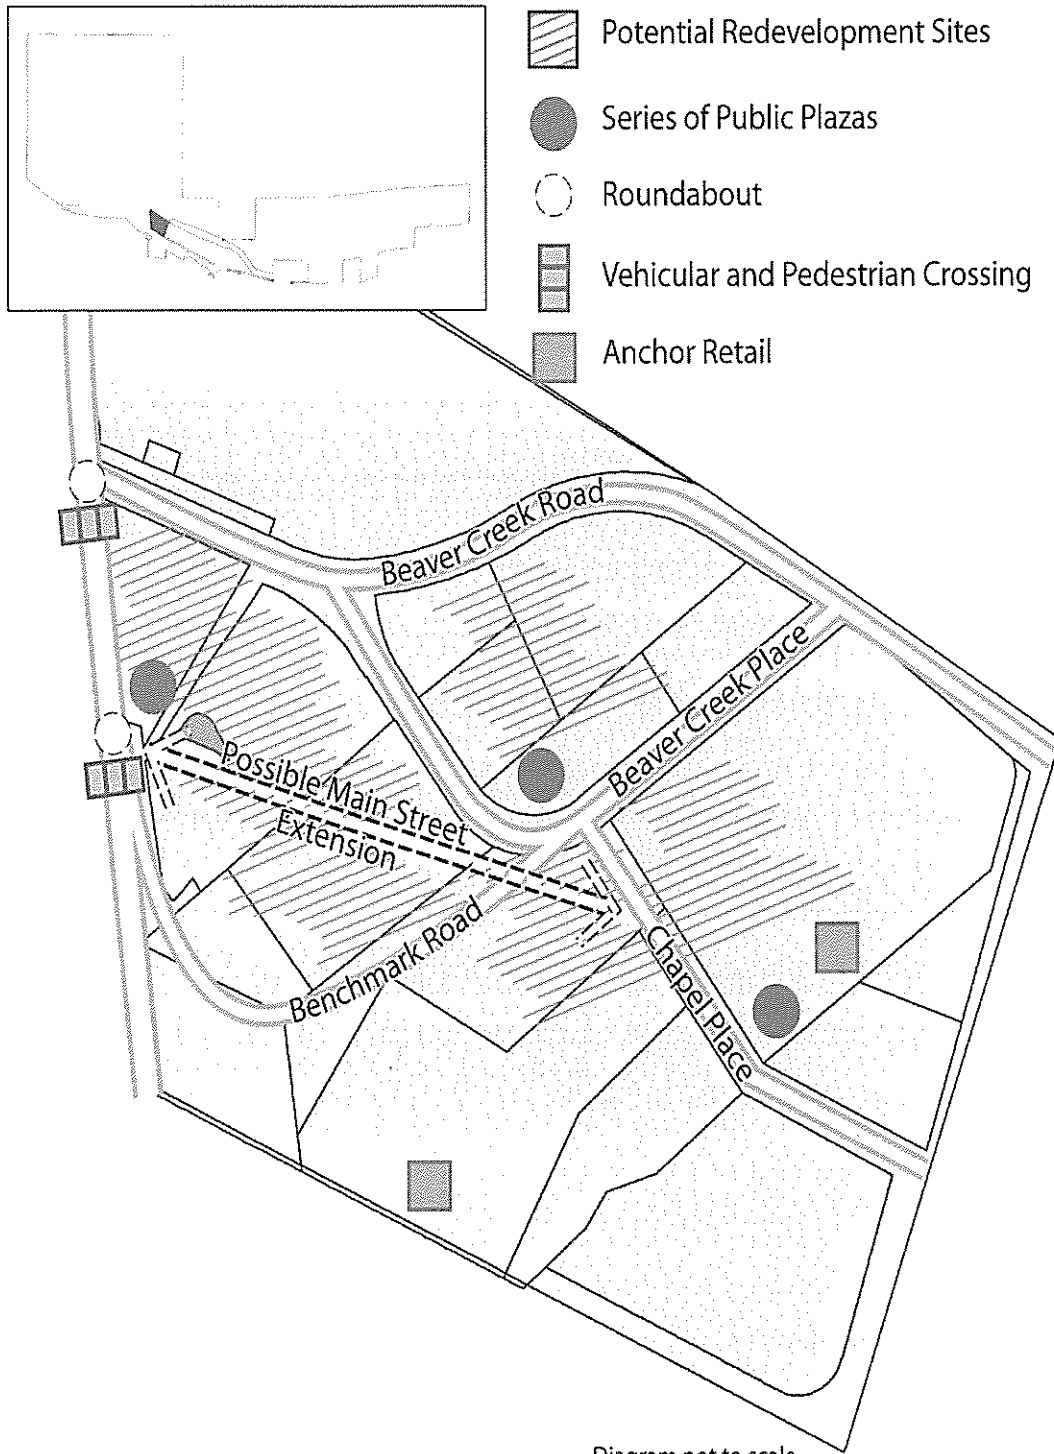 Potential Redevelopment Sites
Series of Public Plazas
Roundabout
Vehicular and Pedestrian Crossing
Anchor Retail
Beaver Creek Road
Beaver Creek Place
Possible Main Street
Extension
Benchmark Road
Chapel Place
Diagram not to scale